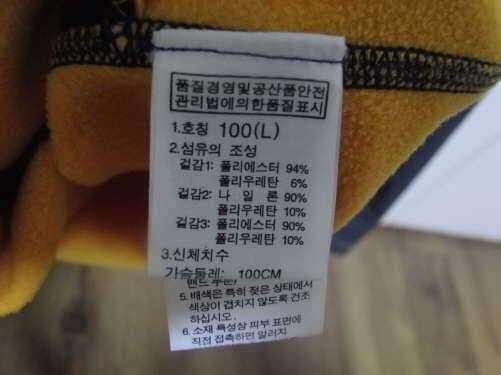 품질경영및공산품안전
관리법에의한품질표시
1.호칭 100(L)
2.섬유의 조성
겉감1: 폴리에스터 94%
폴리우레탄 6%
겉감2: 나 일 론 90%
폴리우레탄 10%
겉감3: 폴리에스터 90%
폴리우레탄 10%
3.신체치수
가슴둘레: 100CM
5. 배색은 특히 젖은 상태에서
색상이 겹치지 않도록 건조
하십시오.
6. 소재 특성상 피부 표면에
직접 접촉하면 알러지